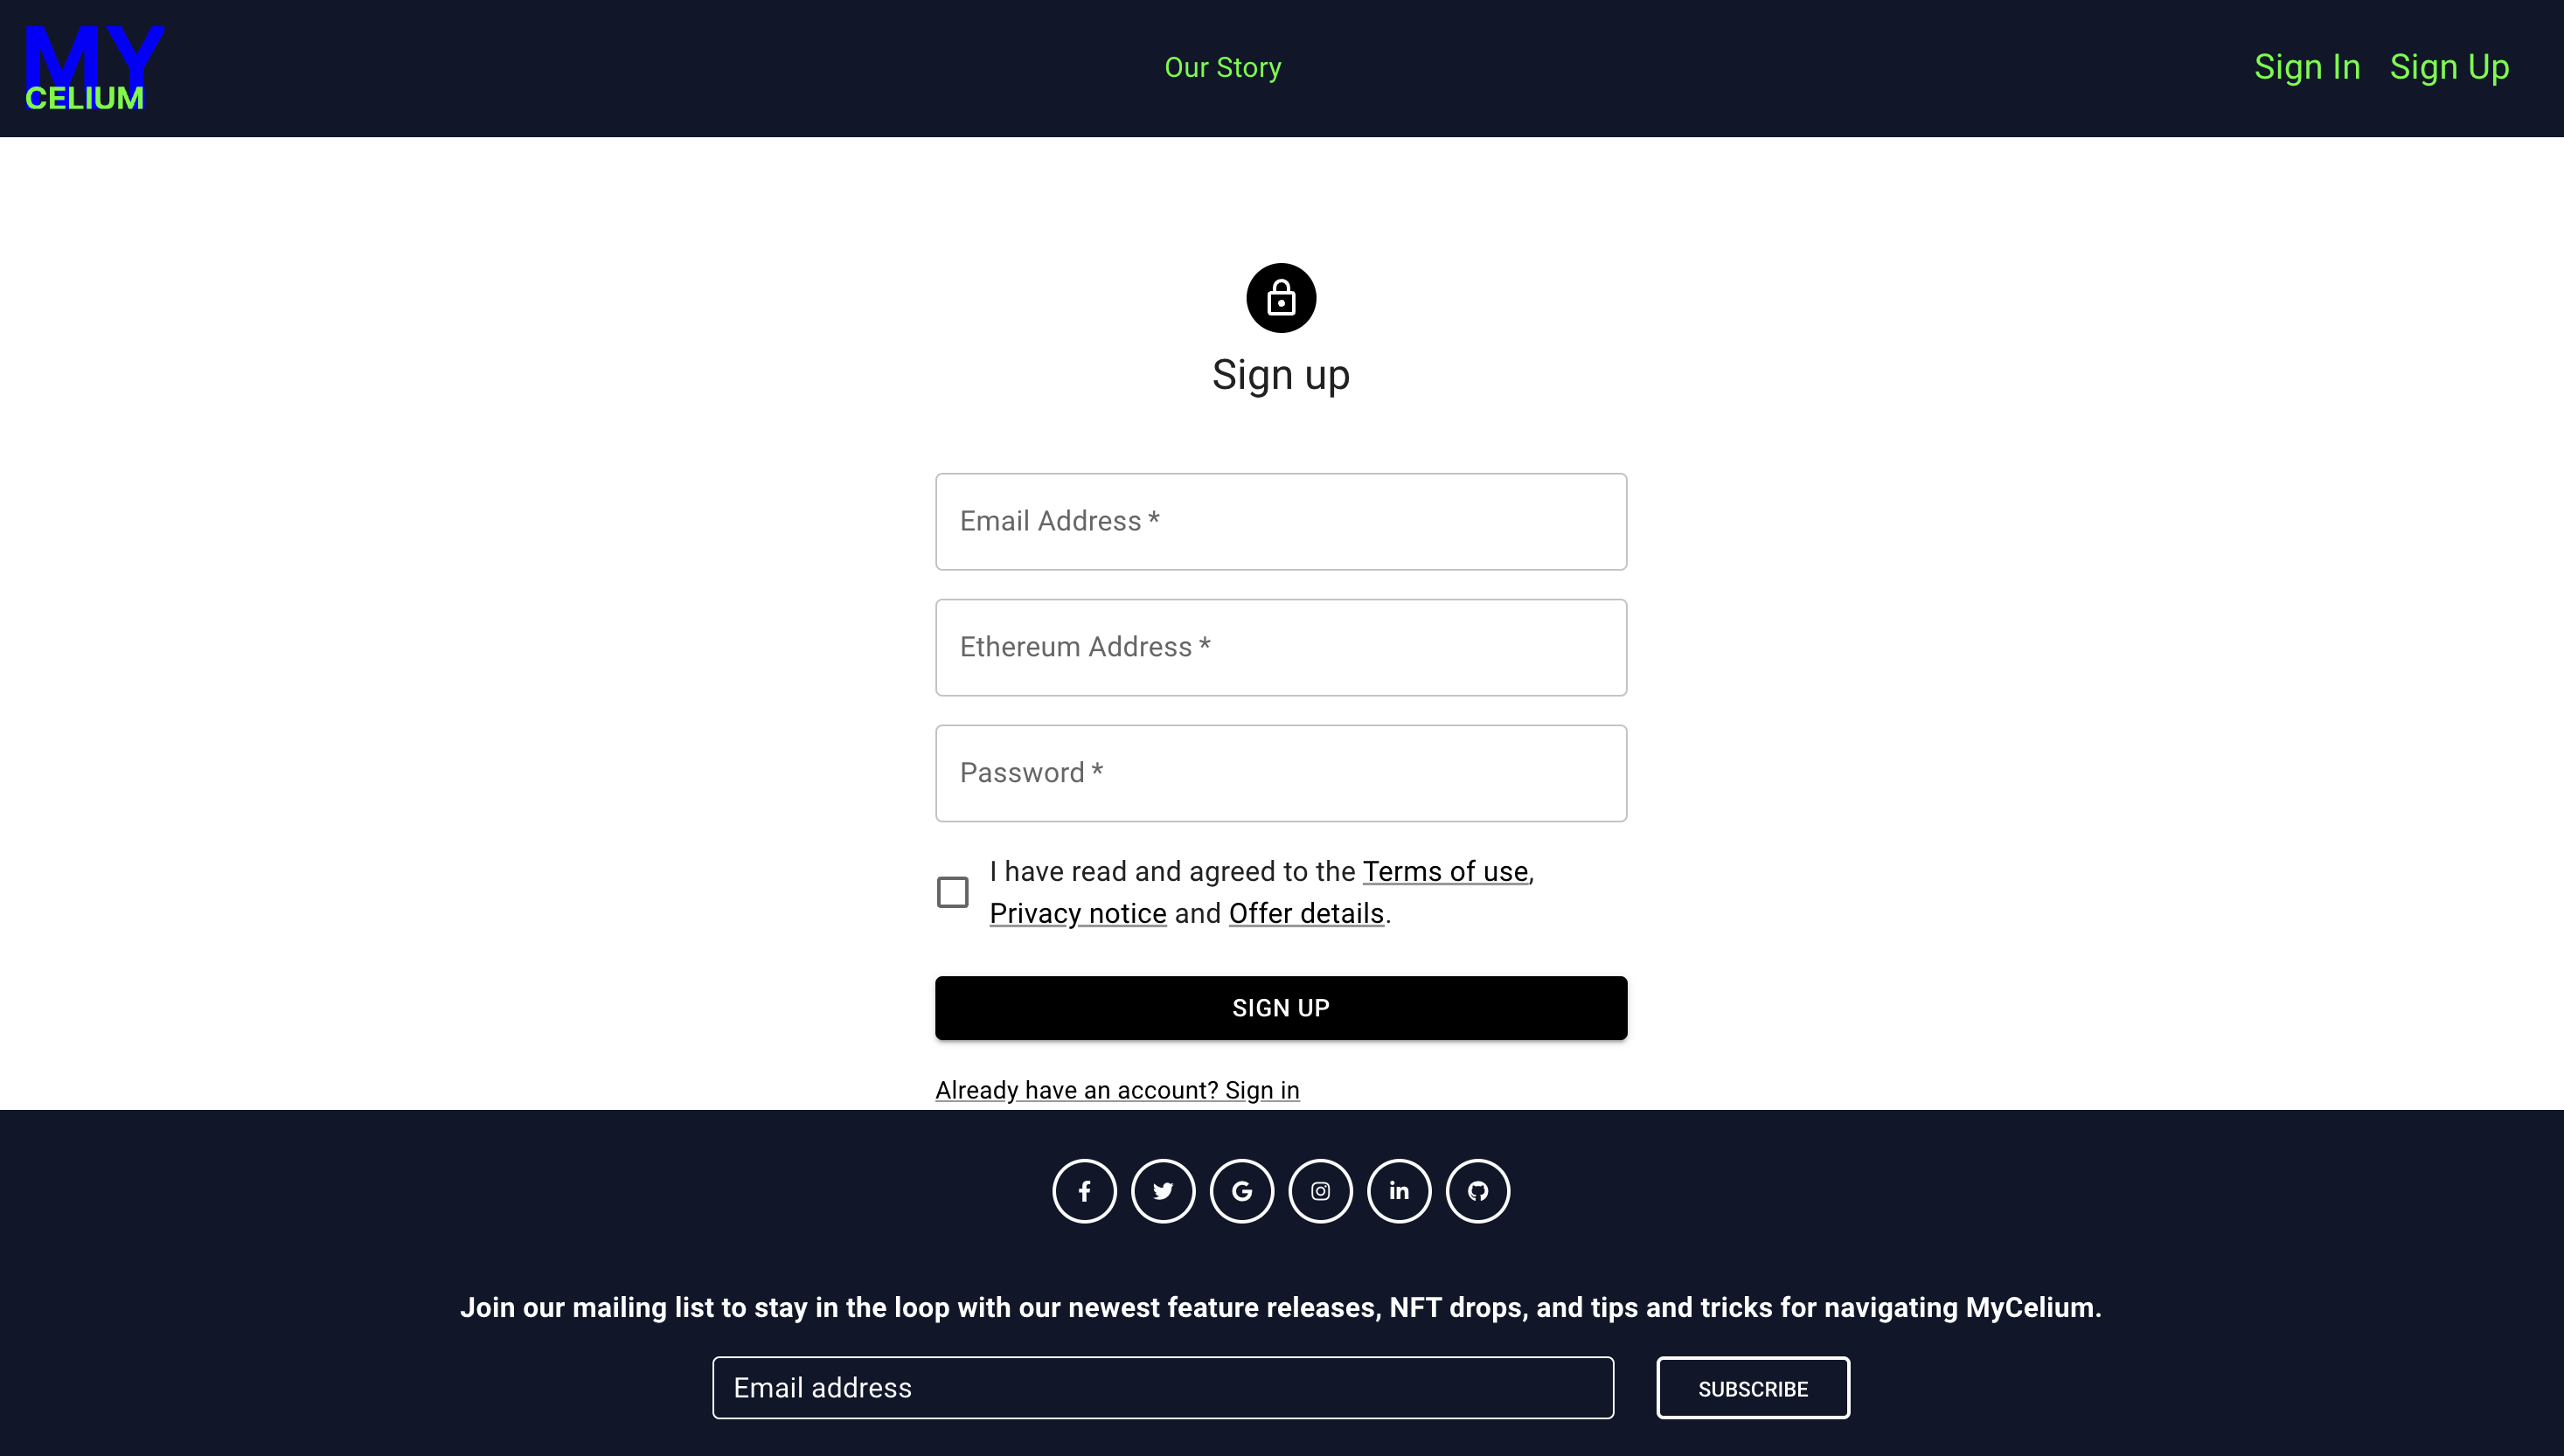 MY
CELIUM
Our Story
Sign In
Sign Up
Sign up
Email Address *
Ethereum Address *
Password *
I have read and agreed to the Terms of use,
Privacy notice and Offer details.
SIGN UP
Already have an account? Sign in
Join our mailing list to stay in the loop with our newest feature releases, NFT drops, and tips and tricks for navigating MyCelium.
Email address
SUBSCRIBE